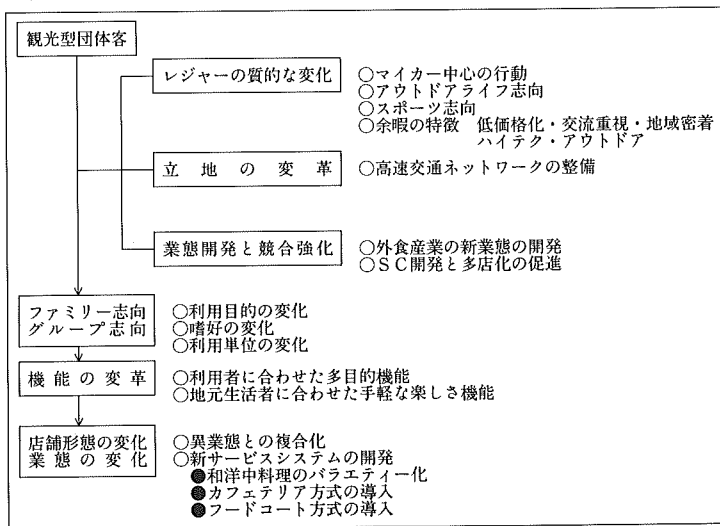 観光型団体客
レジャーの質的な変化
○マイカー中心の行動
○アウトドアライフ志向
○スポーツ志向
○余暇の特徴 低価格化・交流重視・地域密着
ハイテク・アウトドア
立地の変革
○高速交通ネットワークの整備
業態開発と競合強化
○外食産業の新業態の開発
○SC開発と多店化の促進
ファミリー志向
グループ志向
○利用目的の変化
○嗜好の変化
○利用単位の変化
機能の変革
○利用者に合わせた多目的機能
○地元生活者に合わせた手軽な楽しさ機能
店舗形態の変化
業態の変化
○異業態との複合化
○新サービスシステムの開発
●和洋中料理のバラエティー化
●カフェテリア方式の導入
●フードコート方式の導入